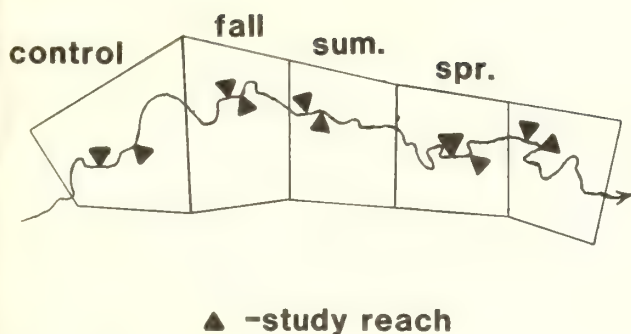 control
fall
sum.
spr.
▲ -study reach